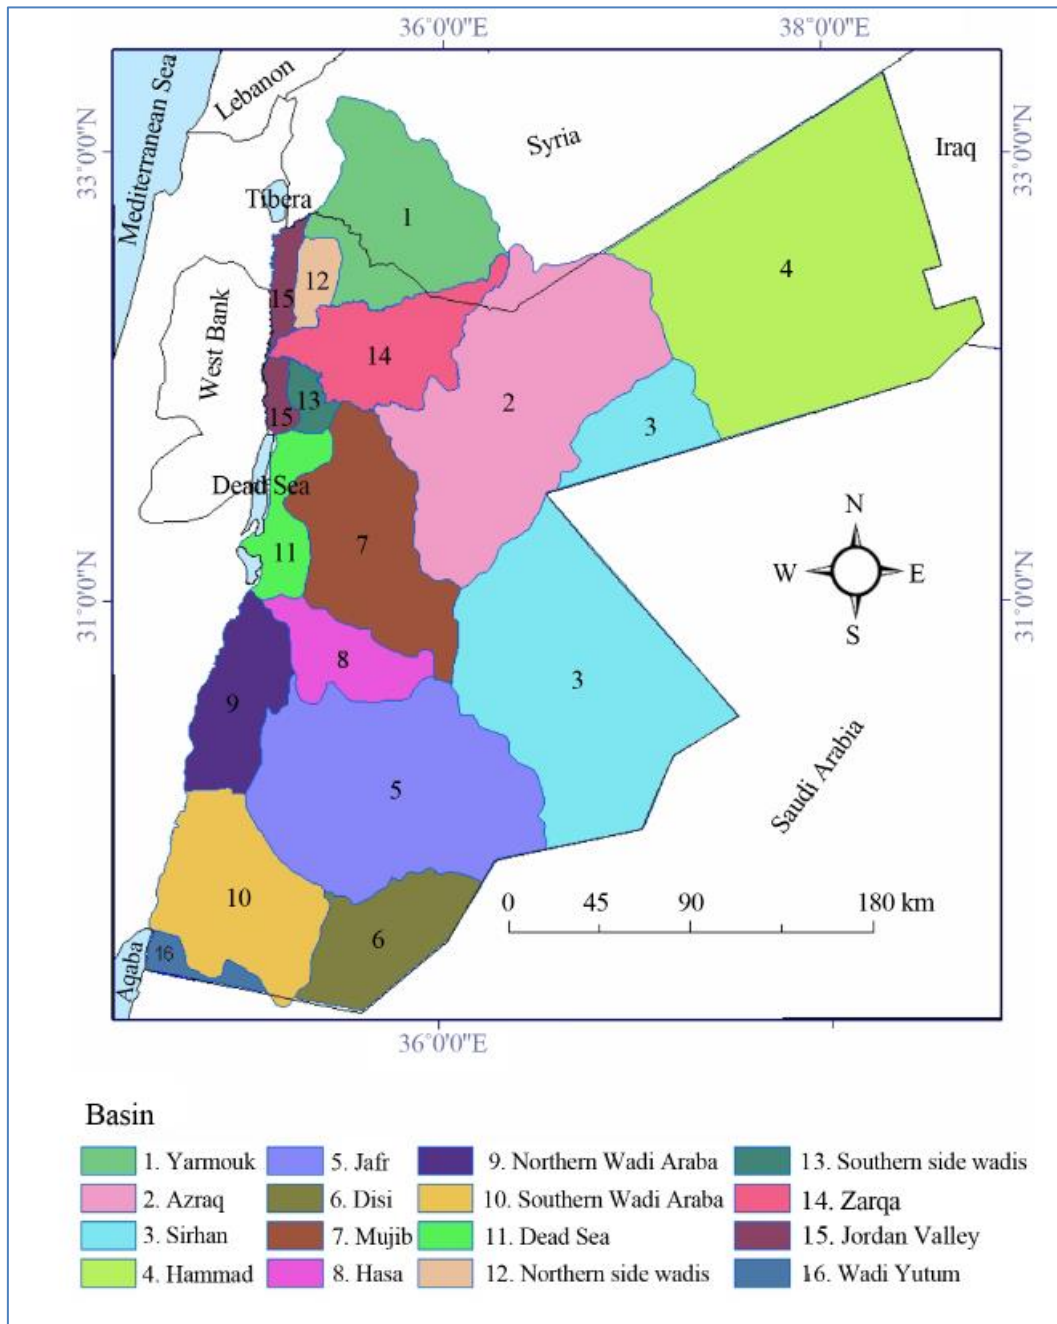 36°0'0"E
38°0'0"E
33°0'0"N
33°0'0"N
Mediterranean Sea
Lebanon
Syria
Iraq
Tibera
1
4
12
15
West Bank
14
2
13
15
3
Dead Sea
7
11
N
W
E
S
31°0'0"N
31°0'0"N
8
3
9
5
Saudi Arabia
10
6
0 45 90 180 km
16
Aqaba
36°0'0"E
Basin
1. Yarmouk
2. Azraq
3. Sirhan
4. Hammad
5. Jafr
6. Disi
7. Mujib
8. Hasa
9. Northern Wadi Araba
10. Southern Wadi Araba
11. Dead Sea
12. Northern side wadis
13. Southern side wadis
14. Zarqa
15. Jordan Valley
16. Wadi Yutum